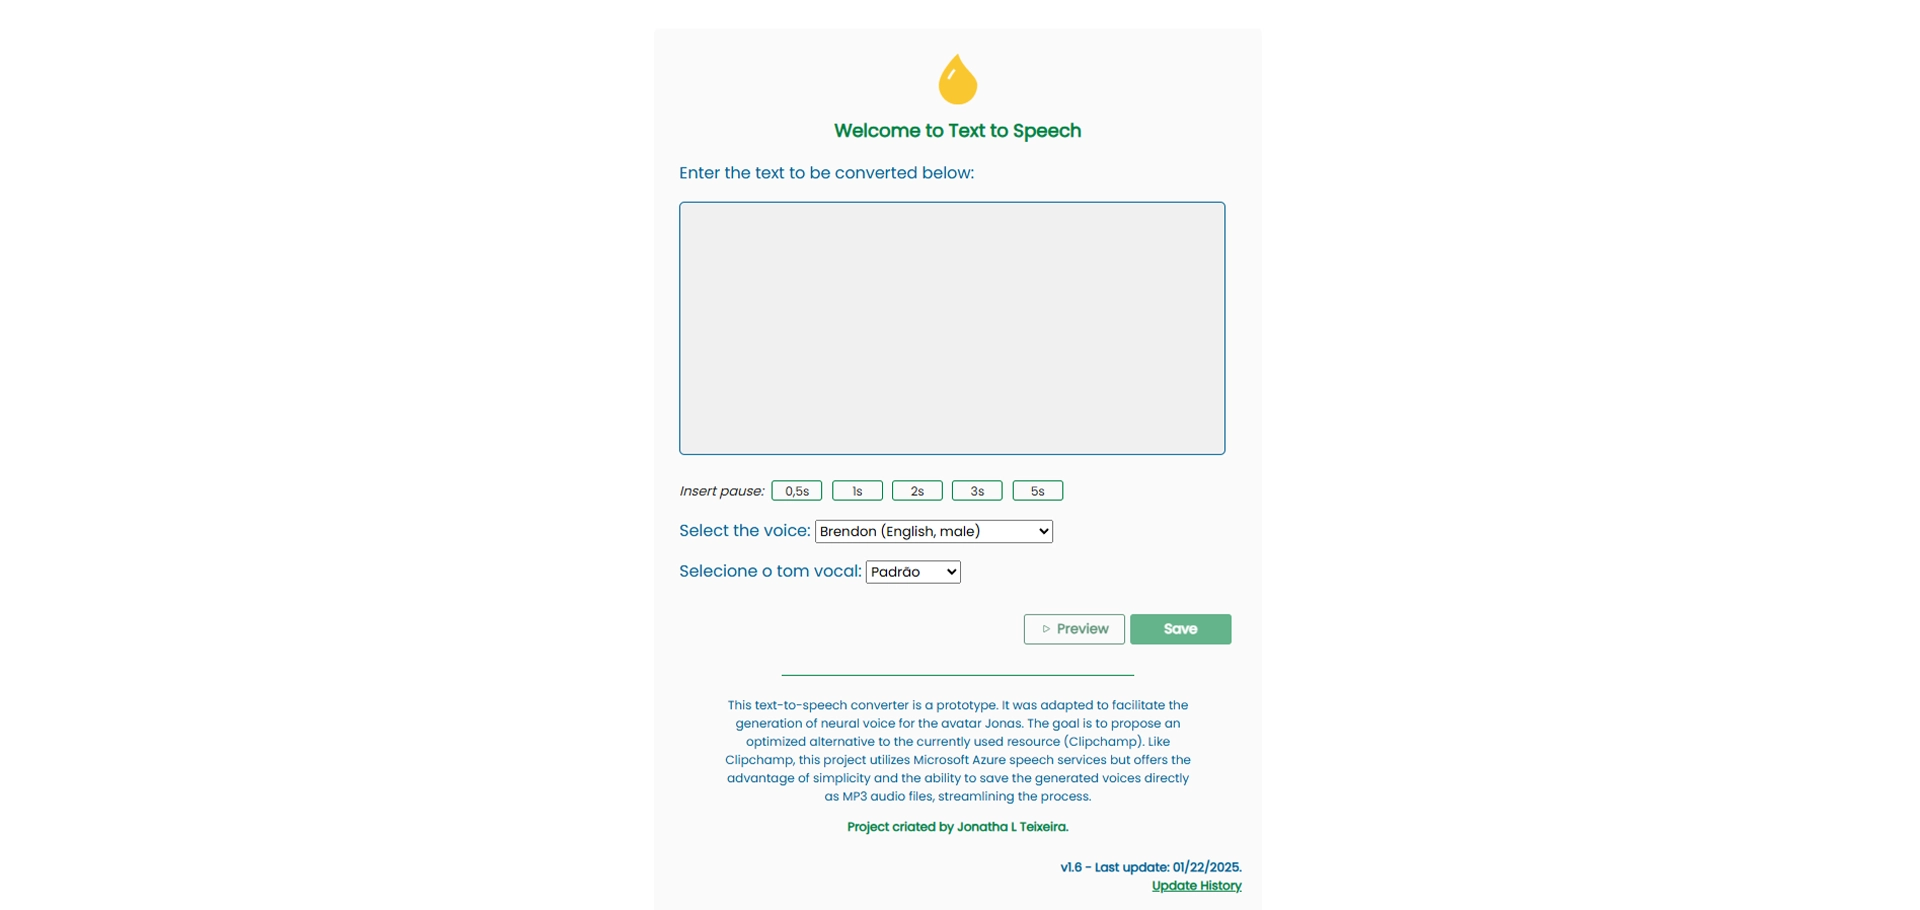 Welcome to Text to Speech
Enter the text to be converted below:
Insert pause: 0,5s 1s 2s 3s 5s
Select the voice: Brendon (English, male)
Selecione o tom vocal: Padrão
Preview Save
This text-to-speech converter is a prototype. It was adapted to facilitate the
generation of neural voice for the avatar Jonas. The goal is to propose an
optimized alternative to the currently used resource (Clipchamp). Like
Clipchamp, this project utilizes Microsoft Azure speech services but offers the
advantage of simplicity and the ability to save the generated voices directly
as MP3 audio files, streamlining the process.
Project criated by Jonatha L Teixeira.
v1.6 - Last update: 01/22/2025.
Update History